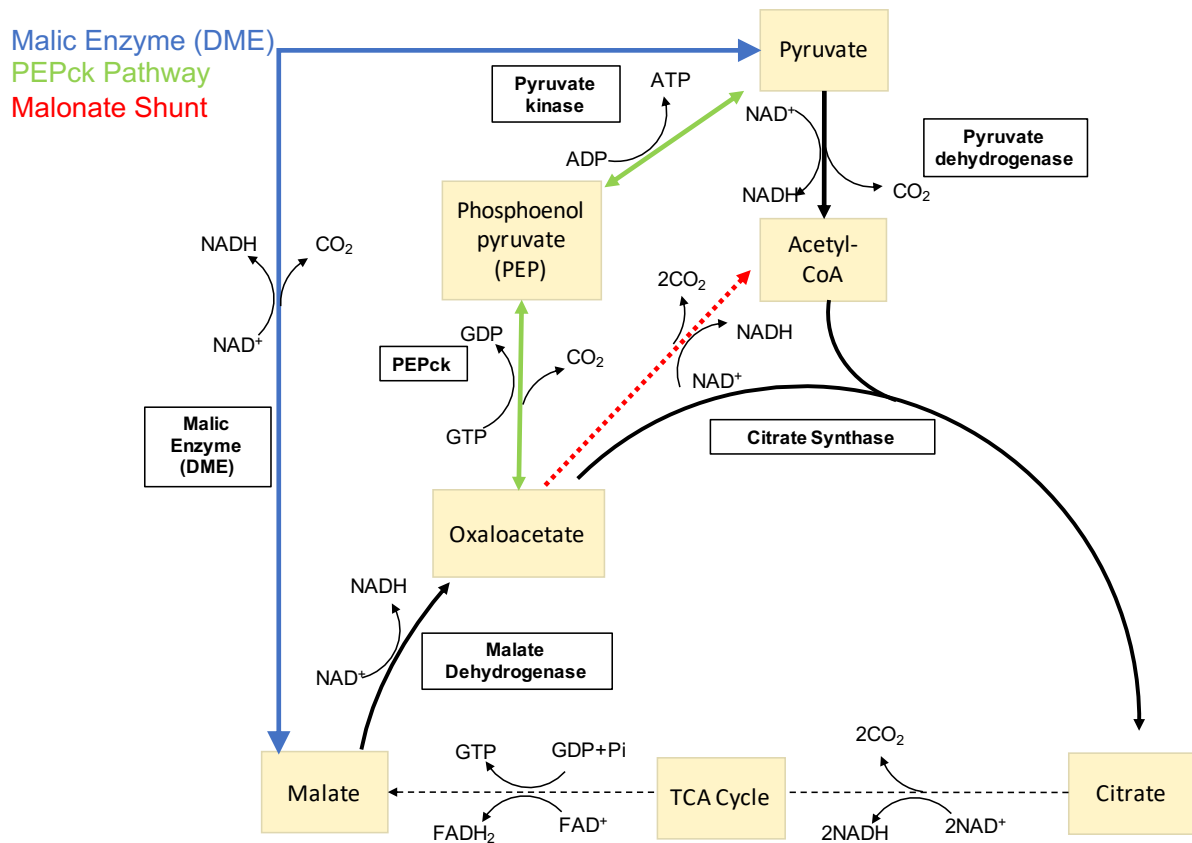 Malic Enzyme (DME)
PEPck Pathway
Malonate Shunt
Pyruvate
Pyruvate
kinase
ATP
ADP
NAD⁺
NADH
CO₂
Pyruvate
dehydrogenase
Phosphoenol
pyruvate
(PEP)
Acetyl-
CoA
NADH
CO₂
NAD⁺
2CO₂
NADH
NAD⁺
GDP
CO₂
GTP
PEPck
Malic
Enzyme
(DME)
Citrate Synthase
Oxaloacetate
NADH
NAD⁺
Malate
Dehydrogenase
Malate
GTP
GDP+Pi
FADH₂
FAD⁺
TCA Cycle
2CO₂
2NADH
2NAD⁺
Citrate